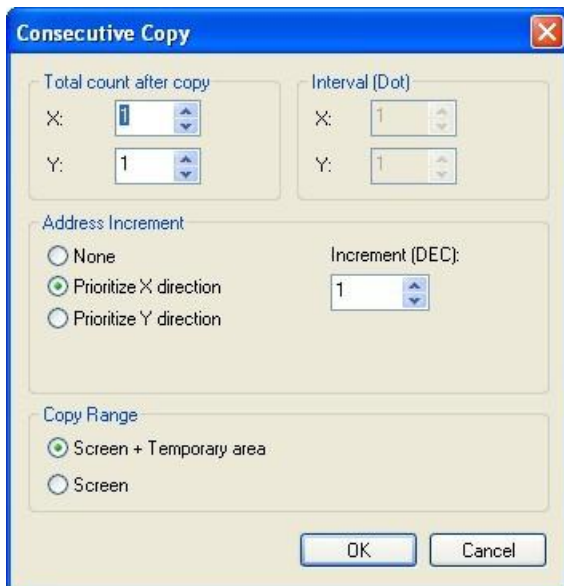 Consecutive Copy
Total count after copy
X: 1
Y: 1
Interval (Dot)
X: 1
Y: 1
Address Increment
None
Prioritize X direction
Prioritize Y direction
Increment (DEC):
1
Copy Range
Screen + Temporary area
Screen
OK Cancel